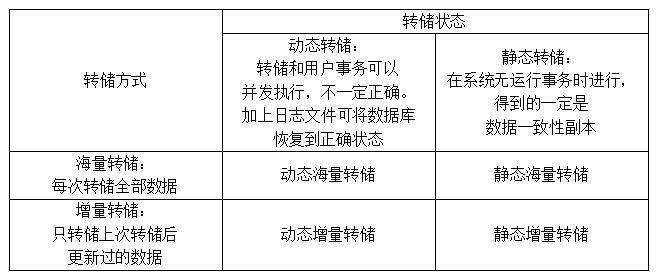 转储方式
转储状态
动态转储：
转储和用户事务可以
并发执行，不一定正确。
加上日志文件可将数据库
恢复到正确状态
静态转储：
在系统无运行事务时进行，
得到的一定是
数据一致性副本
海量转储：
每次转储全部数据
动态海量转储
静态海量转储
增量转储：
只转储上次转储后
更新过的数据
动态增量转储
静态增量转储